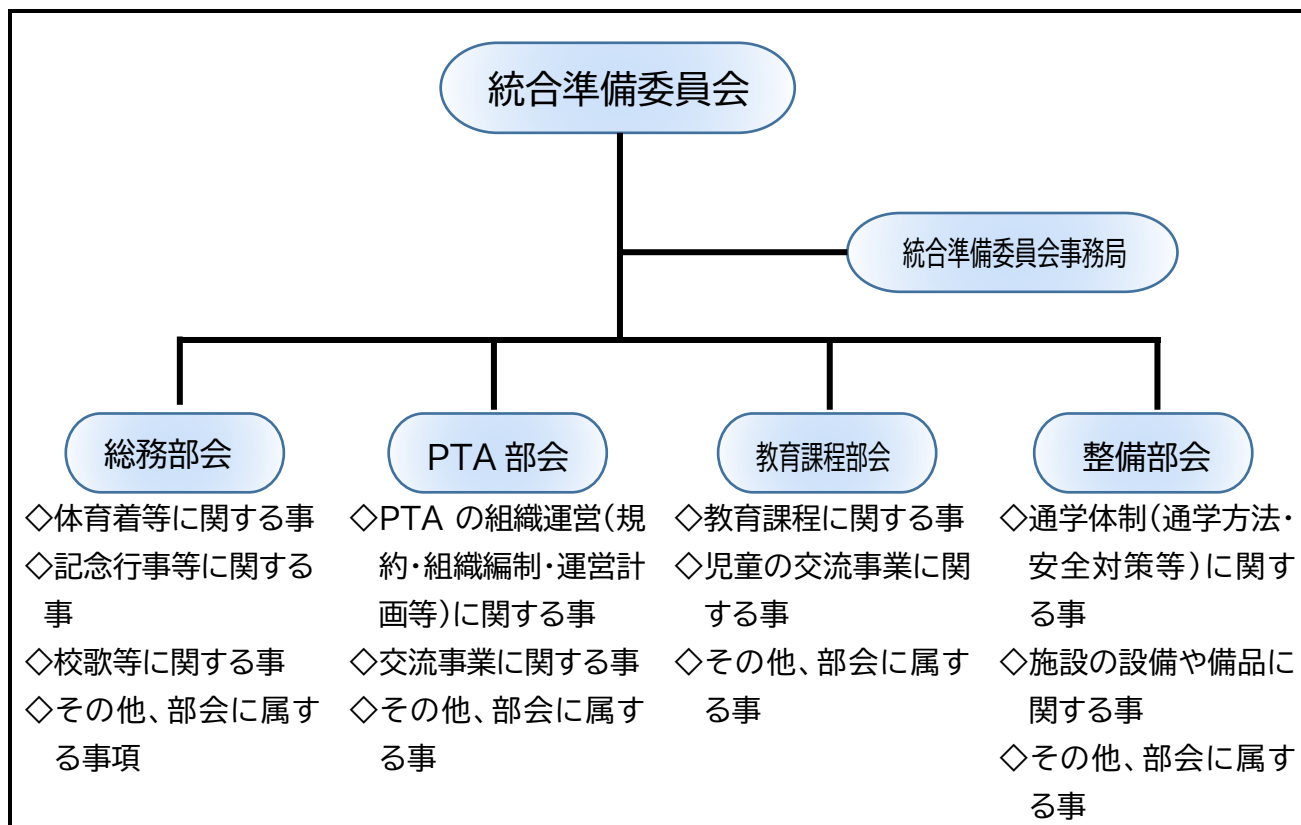 統合準備委員会
統合準備委員会事務局
総務部会
◇体育着等に関する事
◇記念行事等に関する
事
◇校歌等に関する事
◇その他、部会に属す
る事項
PTA 部会
◇PTA の組織運営(規
約・組織編制・運営計
画等)に関する事
◇交流事業に関する事
◇その他、部会に属す
る事
教育課程部会
◇教育課程に関する事
◇児童の交流事業に関
する事
◇その他、部会に属す
る事
整備部会
◇通学体制(通学方法・
安全対策等)に関す
る事
◇施設の設備や備品に
関する事
◇その他、部会に属す
る事